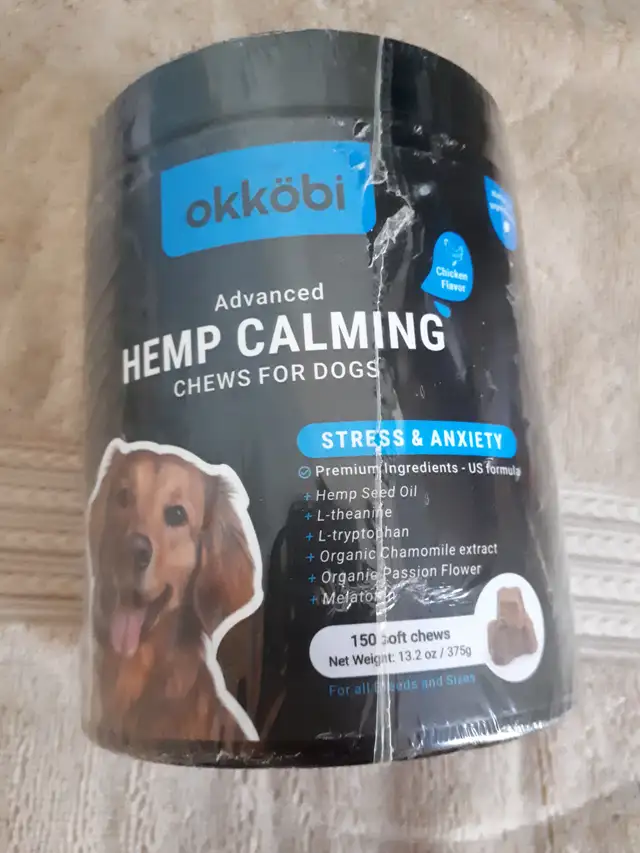 okköbi
Chicken
Flavor
Advanced
HEMP CALMING
CHEWS FOR DOGS
STRESS & ANXIETY
Premium Ingredients - US formula
+ Hemp Seed Oil
+ L-theanine
+ L-tryptophan
+ Organic Chamomile extract
+ Organic Passion Flower
+ Melato
150 soft chews
Net Weight: 13.2 oz / 375g
For all Breeds and Sizes